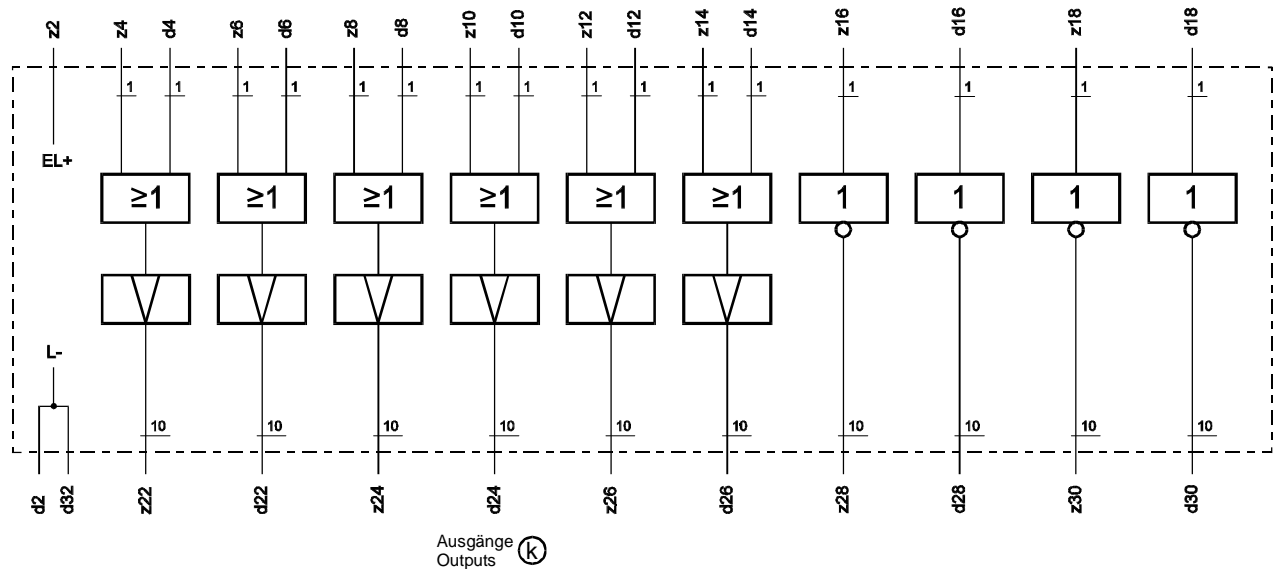 z2 z4 d4 z6 d6 z8 d8 z10 d10 z12 d12 z14 d14 z16 d16 z18 d18
1 1 1 1 1 1 1 1 1 1 1 1 1 1 1 1
EL+
≥1 ≥1 ≥1 ≥1 ≥1 ≥1 1 1 1 1
L-
10 10 10 10 10 10 10 10 10 10
d2 d32 z22 d22 z24 d24 z26 d26 z28 d28 z30 d30
Ausgänge k
Outputs